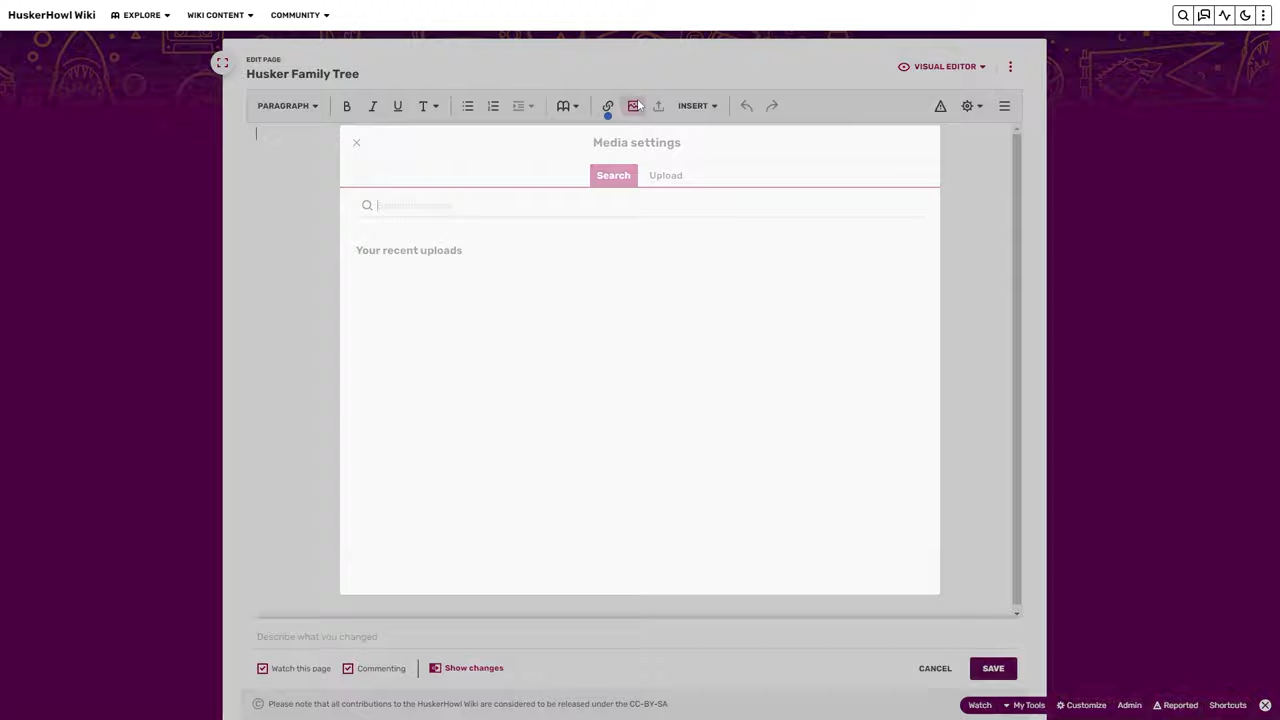 HuskerHowl Wiki
EXPLORE
WIKI CONTENT
COMMUNITY
EDIT PAGE
Husker Family Tree
VISUAL EDITOR
PARAGRAPH
INSERT
Media settings
Search
Upload
Your recent uploads
Describe what you changed
Watch this page
Commenting
Show changes
CANCEL
SAVE
Please note that all contributions to the HuskerHowl Wiki are considered to be released under the CC-BY-SA
Watch
My Tools
Customize
Admin
Reported
Shortcuts